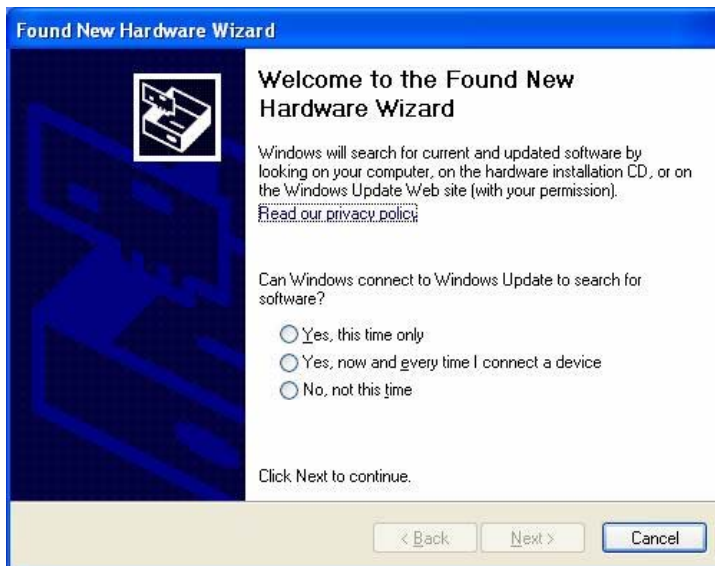 Found New Hardware Wizard
Welcome to the Found New
Hardware Wizard
Windows will search for current and updated software by
looking on your computer, on the hardware installation CD, or on
the Windows Update Web site (with your permission).
Read our privacy policy
Can Windows connect to Windows Update to search for
software?
Yes, this time only
Yes, now and every time I connect a device
No, not this time
Click Next to continue.
< Back Next > Cancel